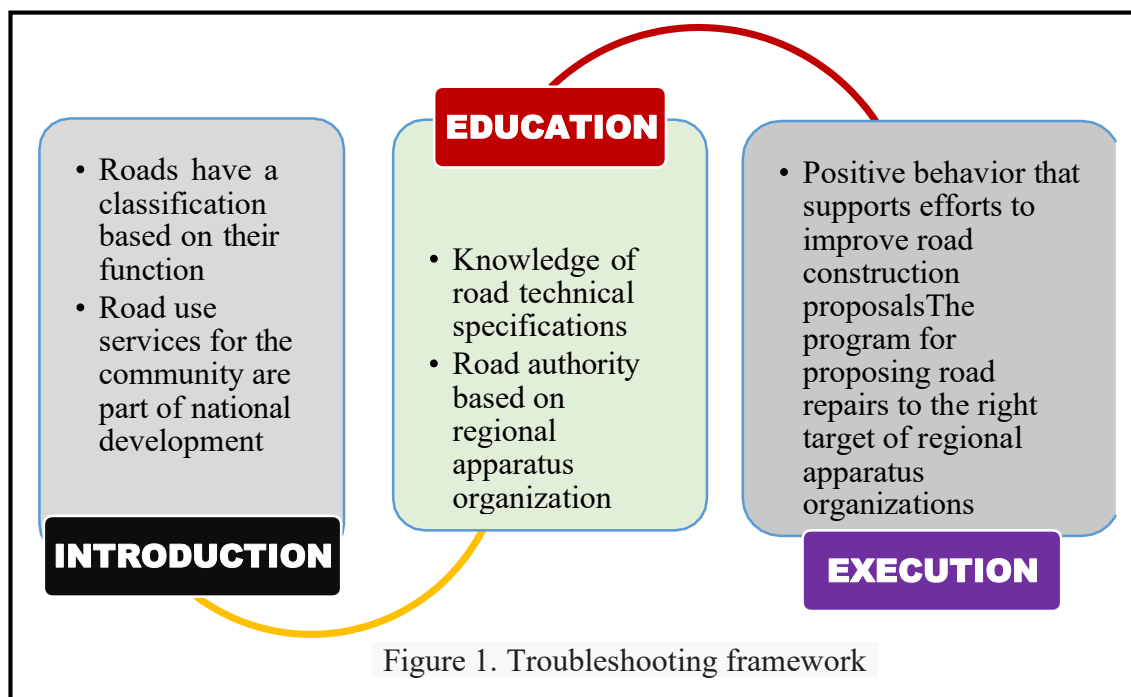 • Roads have a
classification
based on their
function
• Road use
services for the
community are
part of national
development
INTRODUCTION
EDUCATION
• Knowledge of
road technical
specifications
• Road authority
based on
regional
apparatus
organization
• Positive behavior that
supports efforts to
improve road
construction
proposalsThe
program for
proposing road
repairs to the right
target of regional
apparatus
organizations
EXECUTION
Figure 1. Troubleshooting framework